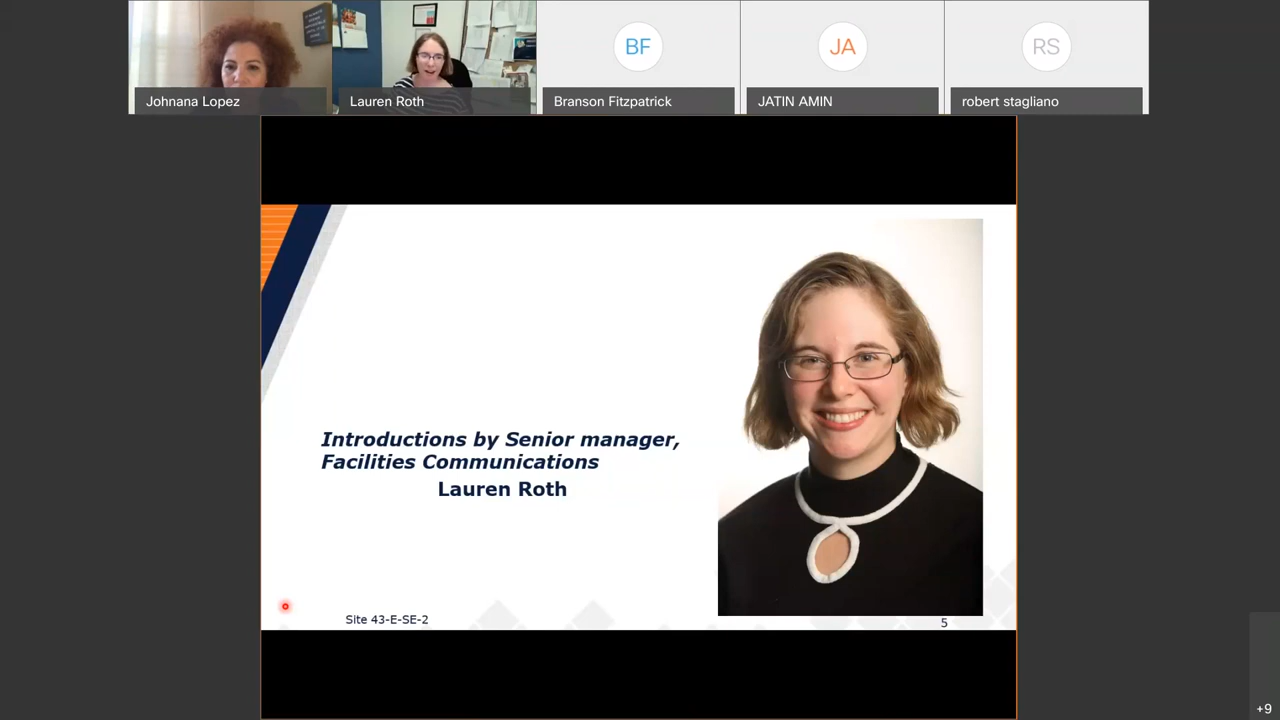 BF
JA
RS
Johnana Lopez
Lauren Roth
Branson Fitzpatrick
JATIN AMIN
robert stagliano
Introductions by Senior manager,
Facilities Communications
Lauren Roth
Site 43-E-SE-2
5
+9